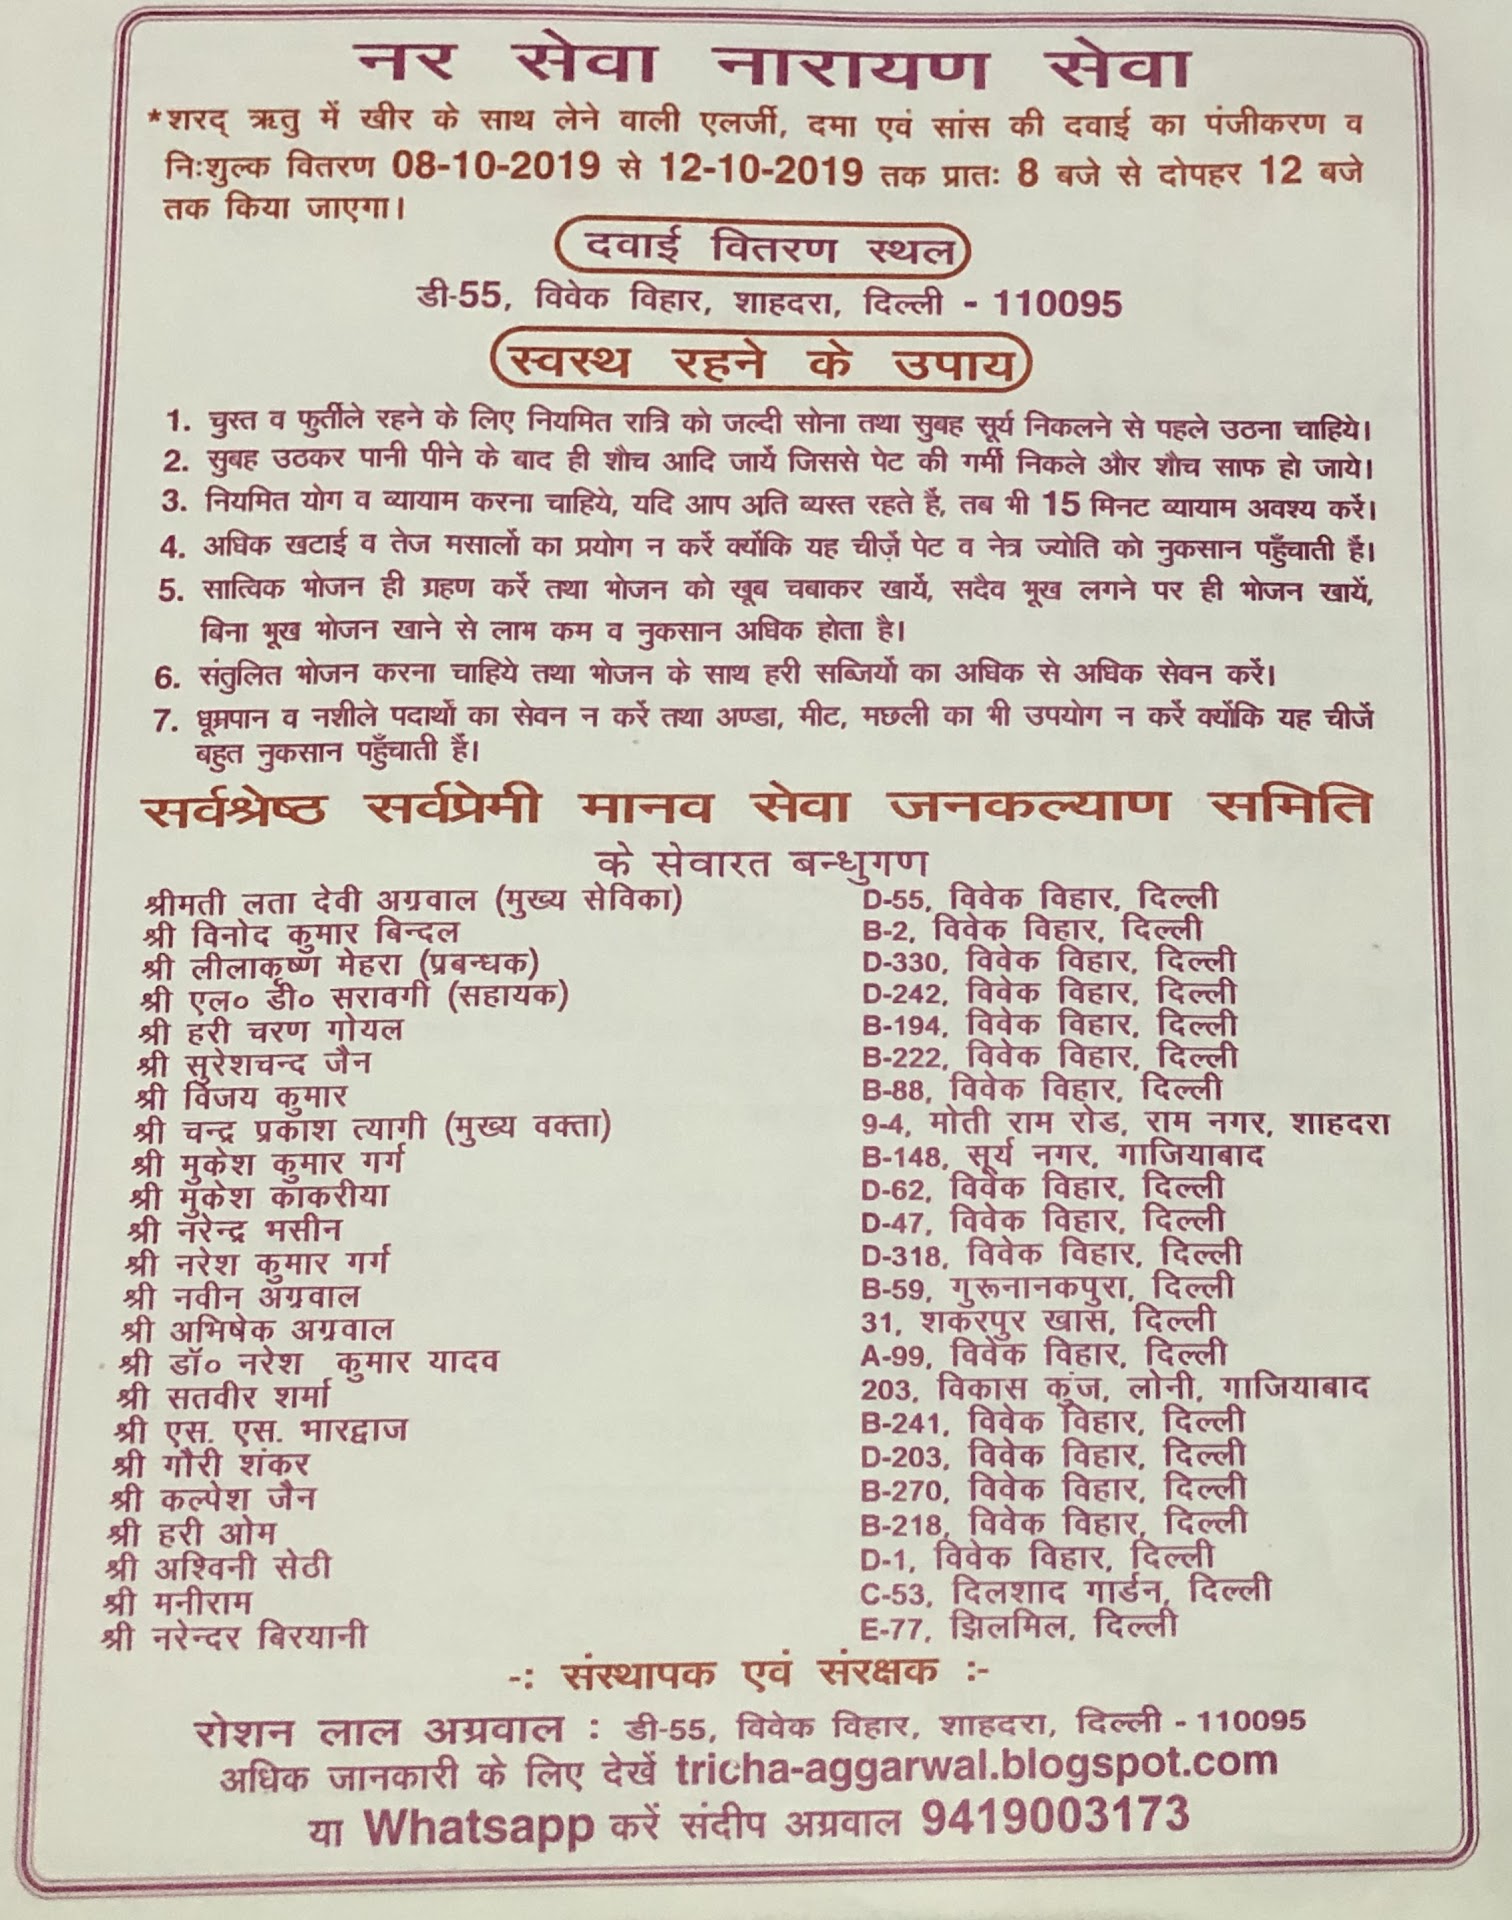 नर सेवा नारायण सेवा
*शरद् ऋतु में खीर के साथ लेने वाली एलर्जी, दमा एवं सांस की दवाई का पंजीकरण व
निःशुल्क वितरण 08-10-2019 से 12-10-2019 तक प्रातः 8 बजे से दोपहर 12 बजे
तक किया जाएगा।
दवाई वितरण स्थल
डी-55, विवेक विहार, शाहदरा, दिल्ली - 110095
स्वस्थ रहने के उपाय
1. चुस्त व फुर्तीले रहने के लिए नियमित रात्रि को जल्दी सोना तथा सुबह सूर्य निकलने से पहले उठना चाहिये।
2. सुबह उठकर पानी पीने के बाद ही शौच आदि जायें जिससे पेट की गर्मी निकले और शौच साफ हो जाये।
3. नियमित योग व व्यायाम करना चाहिये, यदि आप अति व्यस्त रहते हैं, तब भी 15 मिनट व्यायाम अवश्य करें।
4. अधिक खटाई व तेज मसालों का प्रयोग न करें क्योंकि यह चीज़ें पेट व नेत्र ज्योति को नुकसान पहुँचाती हैं।
5. सात्विक भोजन ही ग्रहण करें तथा भोजन को खूब चबाकर खायें, सदैव भूख लगने पर ही भोजन खायें,
बिना भूख भोजन खाने से लाभ कम व नुकसान अधिक होता है।
6. संतुलित भोजन करना चाहिये तथा भोजन के साथ हरी सब्जियों का अधिक से अधिक सेवन करें।
7. धूम्रपान व नशीले पदार्थों का सेवन न करें तथा अण्डा, मीट, मछली का भी उपयोग न करें क्योंकि यह चीजें
बहुत नुकसान पहुँचाती हैं।
सर्वश्रेष्ठ सर्वप्रेमी मानव सेवा जनकल्याण समिति
के सेवारत बन्धुगण
श्रीमती लता देवी अग्रवाल (मुख्य सेविका) D-55, विवेक विहार, दिल्ली
श्री विनोद कुमार बिन्दल B-2, विवेक विहार, दिल्ली
श्री लीलाकृष्ण मेहरा (प्रबन्धक) D-330, विवेक विहार, दिल्ली
श्री एल० डी० सरावगी (सहायक) D-242, विवेक विहार, दिल्ली
श्री हरी चरण गोयल B-194, विवेक विहार, दिल्ली
श्री सुरेशचन्द जैन B-222, विवेक विहार, दिल्ली
श्री विजय कुमार B-88, विवेक विहार, दिल्ली
श्री चन्द्र प्रकाश त्यागी (मुख्य वक्ता) 9-4, मोती राम रोड, राम नगर, शाहदरा
श्री मुकेश कुमार गर्ग B-148, सूर्य नगर, गाजियाबाद
श्री मुकेश काकरीया D-62, विवेक विहार, दिल्ली
श्री नरेन्द्र भसीन D-47, विवेक विहार, दिल्ली
श्री नरेश कुमार गर्ग D-318, विवेक विहार, दिल्ली
श्री नवीन अग्रवाल B-59, गुरूनानकपुरा, दिल्ली
श्री अभिषेक अग्रवाल 31, शकरपुर खास, दिल्ली
श्री डॉ० नरेश कुमार यादव A-99, विवेक विहार, दिल्ली
श्री सतवीर शर्मा 203, विकास कुंज, लोनी, गाजियाबाद
श्री एस. एस. भारद्वाज B-241, विवेक विहार, दिल्ली
श्री गौरी शंकर D-203, विवेक विहार, दिल्ली
श्री कल्पेश जैन B-270, विवेक विहार, दिल्ली
श्री हरी ओम B-218, विवेक विहार, दिल्ली
श्री अश्विनी सेठी D-1, विवेक विहार, दिल्ली
श्री मनीराम C-53, दिलशाद गार्डन, दिल्ली
श्री नरेन्दर बिरयानी E-77, झिलमिल, दिल्ली
-: संस्थापक एवं संरक्षक :-
रोशन लाल अग्रवाल : डी-55, विवेक विहार, शाहदरा, दिल्ली - 110095
अधिक जानकारी के लिए देखें tricha-aggarwal.blogspot.com
या Whatsapp करें संदीप अग्रवाल 9419003173